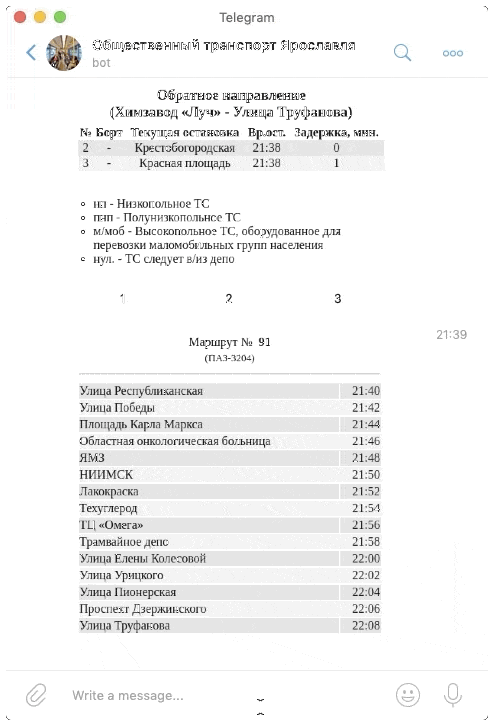 Telegram
Общественный транспорт Ярославля
bot
Обратное направление
(Химзавод «Луч» - Улица Труфанова)
№ Борт Текущая остановка Вр.ост. Задержка, мин.
2 - Крестобогородская 21:38 0
3 - Красная площадь 21:38 1
нп - Низкопольное ТС
пнп - Полунизкопольное ТС
м/моб - Высокопольное ТС, оборудованное для
перевозки маломобильных групп населения
нул. - ТС следует в/из депо
1 2 3
21:39
Маршрут № 91
(ПАЗ-3204)
Улица Республиканская 21:40
Улица Победы 21:42
Площадь Карла Маркса 21:44
Областная онкологическая больница 21:46
ЯМЗ 21:48
НИИМСК 21:50
Лакокраска 21:52
Техуглерод 21:54
ТЦ «Омега» 21:56
Трамвайное депо 21:58
Улица Елены Колесовой 22:00
Улица Урицкого 22:02
Улица Пионерская 22:04
Проспект Дзержинского 22:06
Улица Труфанова 22:08
Write a message...